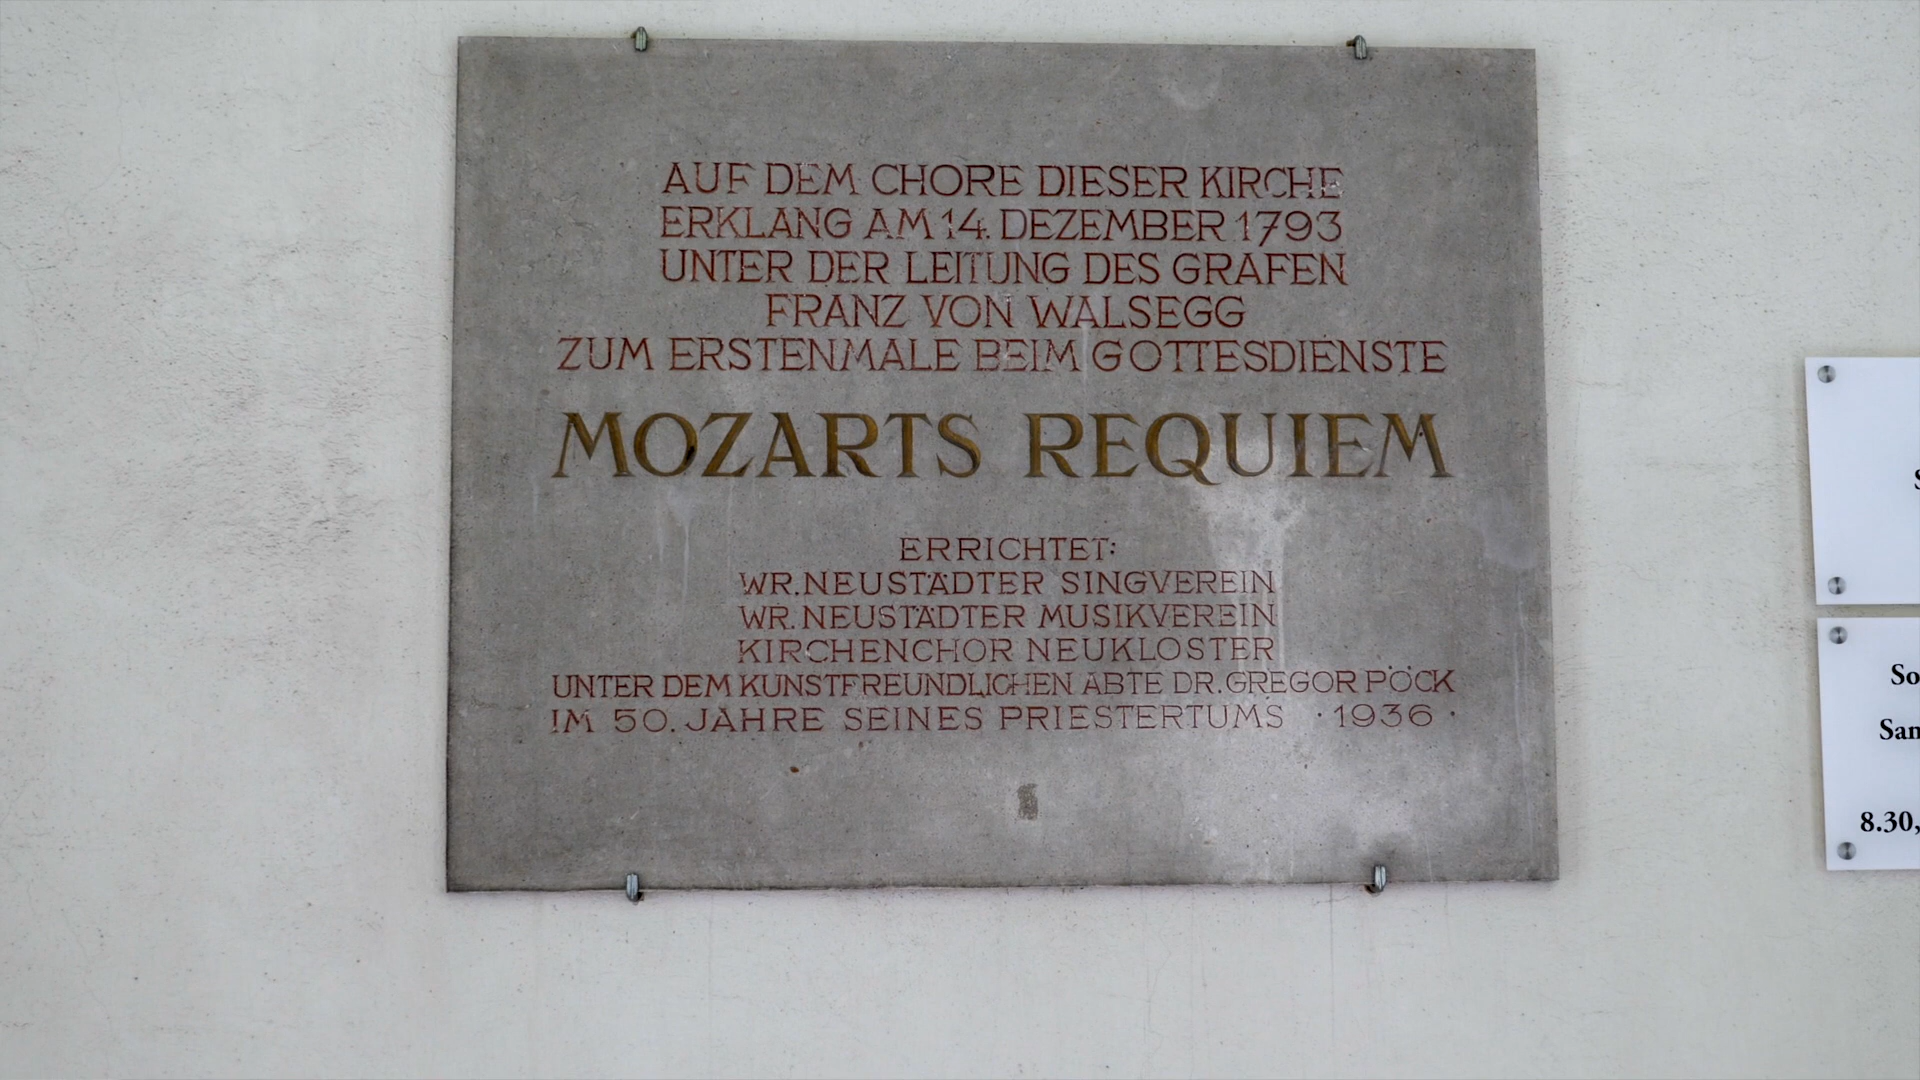 AUF DEM CHORE DIESER KIRCHE
ERKLANG AM 14. DEZEMBER 1793
UNTER DER LEITUNG DES GRAFEN
FRANZ VON WALSEGG
ZUM ERSTENMALE BEIM GOTTESDIENSTE
MOZARTS REQUIEM
ERRICHTET:
WR. NEUSTÄDTER SINGVEREIN
WR. NEUSTÄDTER MUSIKVEREIN
KIRCHENCHOR NEUKLOSTER
UNTER DEM KUNSTFREUNDLICHEN ABTE DR. GREGOR PÖCK
IM 50. JAHRE SEINES PRIESTERTUMS · 1936 ·
8.30,